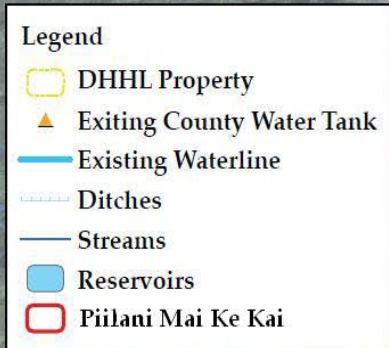 Legend
DHHL Property
Exiting County Water Tank
Existing Waterline
Ditches
Streams
Reservoirs
Piilani Mai Ke Kai